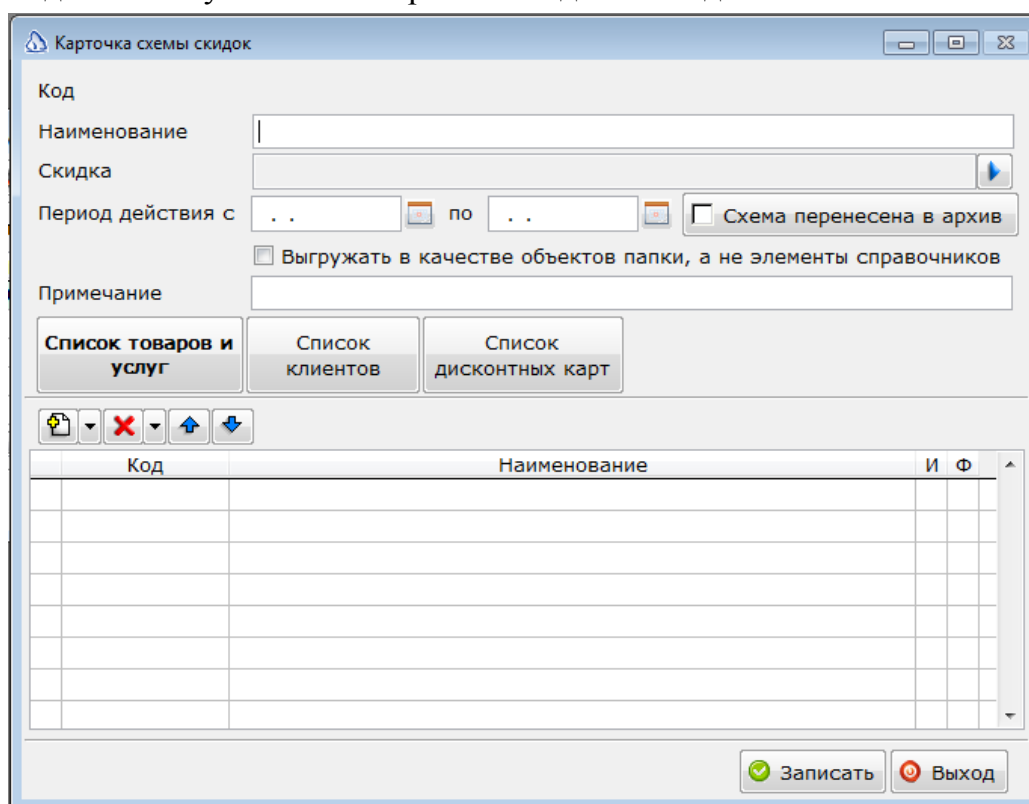 Карточка схемы скидок
Код
Наименование
Скидка
Период действия с . . по . . Схема перенесена в архив
Выгружать в качестве объектов папки, а не элементы справочников
Примечание
Список товаров и услуг
Список клиентов
Список дисконтных карт
Код Наименование И Ф
Записать Выход